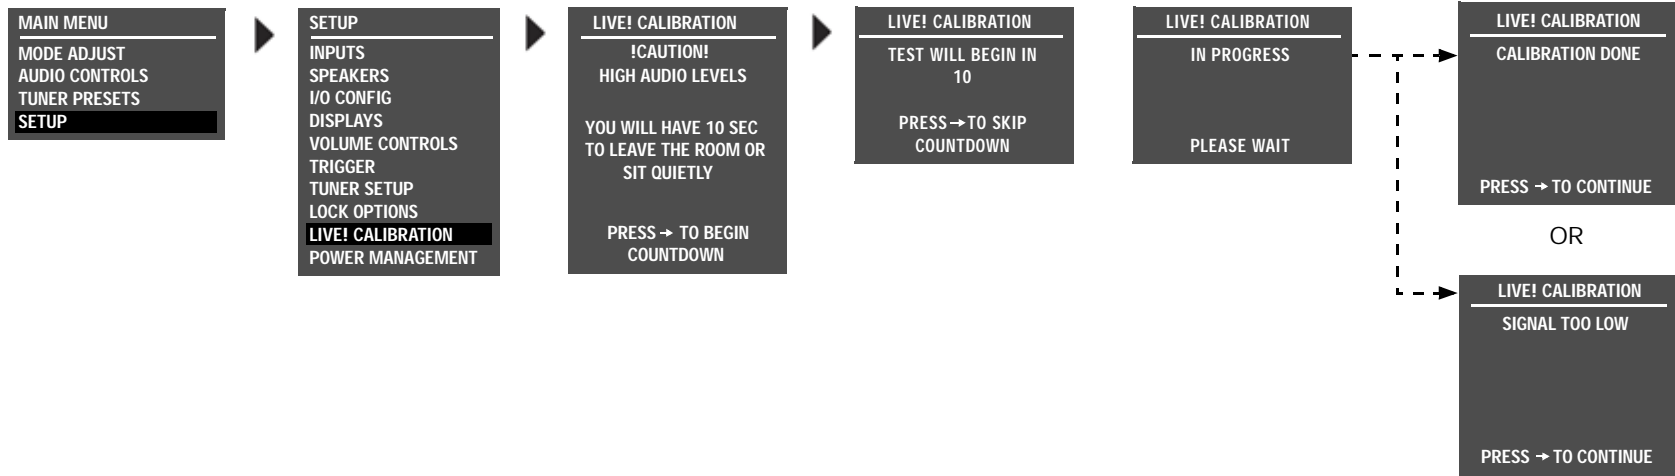 MAIN MENU
MODE ADJUST
AUDIO CONTROLS
TUNER PRESETS
SETUP
SETUP
INPUTS
SPEAKERS
I/O CONFIG
DISPLAYS
VOLUME CONTROLS
TRIGGER
TUNER SETUP
LOCK OPTIONS
LIVE! CALIBRATION
POWER MANAGEMENT
LIVE! CALIBRATION
!CAUTION!
HIGH AUDIO LEVELS
YOU WILL HAVE 10 SEC
TO LEAVE THE ROOM OR
SIT QUIETLY
PRESS → TO BEGIN
COUNTDOWN
LIVE! CALIBRATION
TEST WILL BEGIN IN
10
PRESS → TO SKIP
COUNTDOWN
LIVE! CALIBRATION
IN PROGRESS
PLEASE WAIT
LIVE! CALIBRATION
CALIBRATION DONE
PRESS → TO CONTINUE
OR
LIVE! CALIBRATION
SIGNAL TOO LOW
PRESS → TO CONTINUE